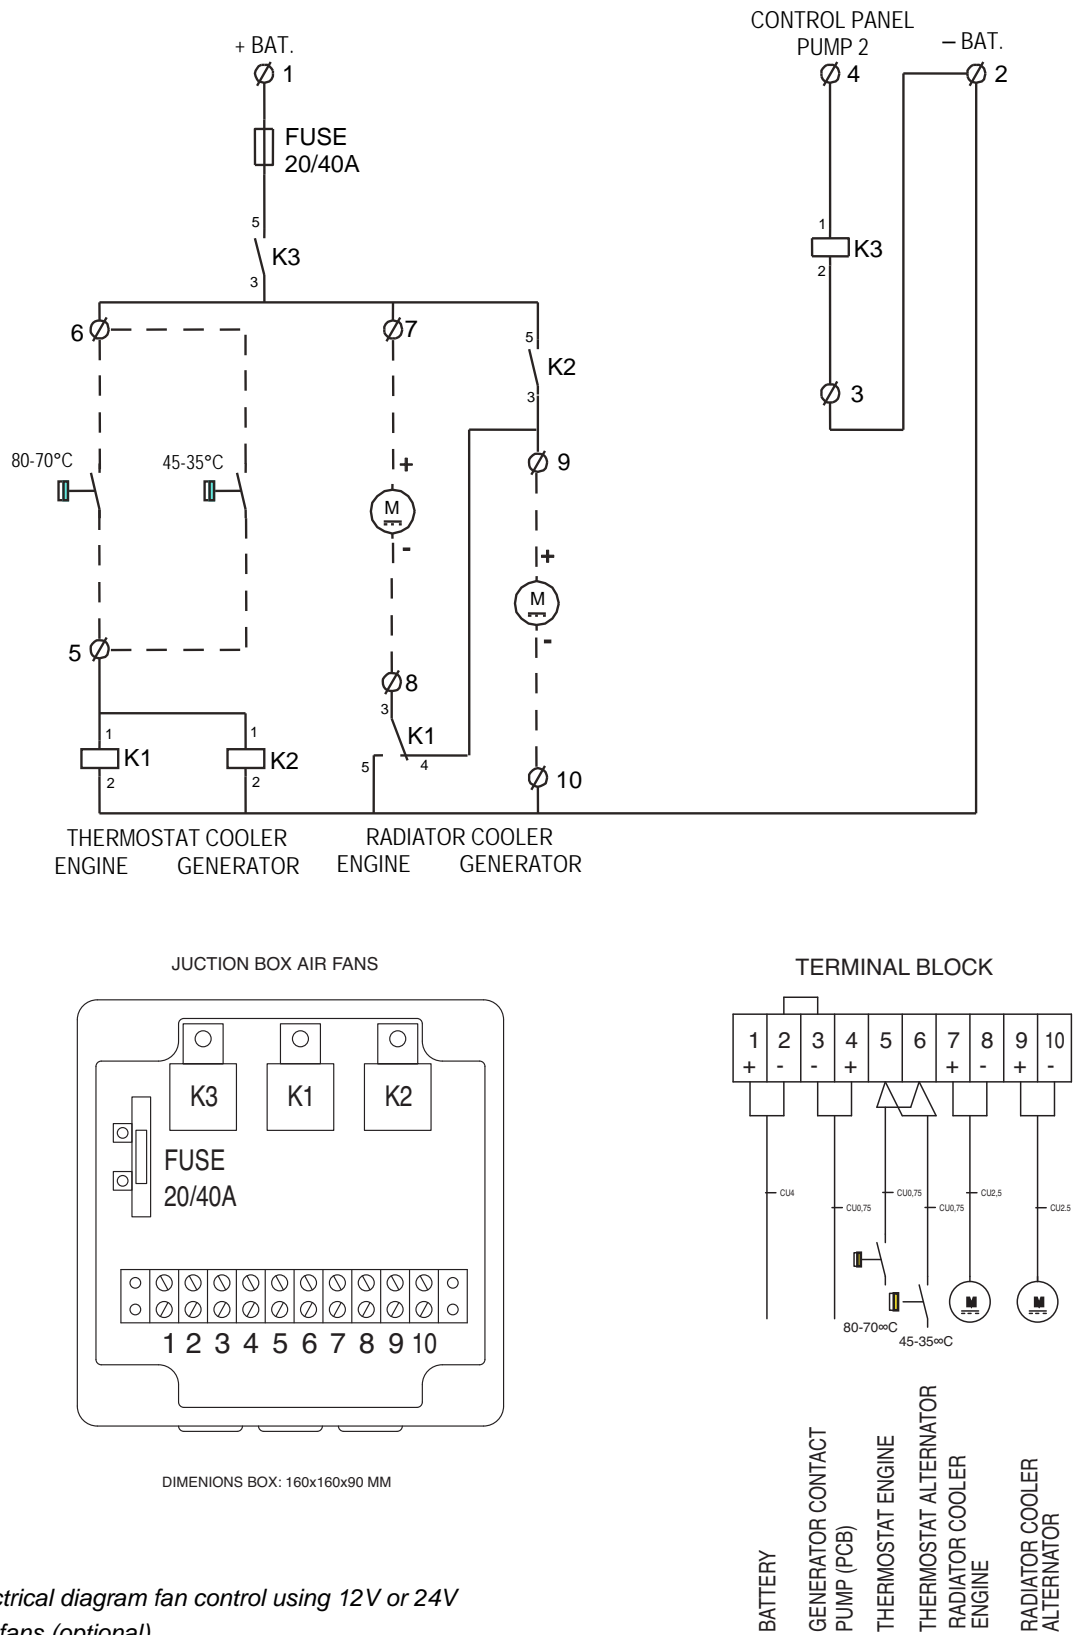 CONTROL PANEL
PUMP 2
+ BAT.
– BAT.
1
4
2
FUSE
20/40A
5
K3
3
1
K3
2
6
7
5
K2
3
3
80-70°C
45-35°C
+
9
M
-
+
M
-
5
8
3
K1
1
K1
2
1
K2
2
5
4
10
THERMOSTAT COOLER
ENGINE GENERATOR
RADIATOR COOLER
ENGINE GENERATOR
JUCTION BOX AIR FANS
K3 K1 K2
FUSE
20/40A
1 2 3 4 5 6 7 8 9 10
DIMENIONS BOX: 160x160x90 MM
TERMINAL BLOCK
1 2 3 4 5 6 7 8 9 10
+ - - + + - + -
CU4
CU0,75
CU0,75
CU0,75
CU2,5
CU2.5
M
M
80-70∞C
45-35∞C
BATTERY
GENERATOR CONTACT
PUMP (PCB)
THERMOSTAT ENGINE
THERMOSTAT ALTERNATOR
RADIATOR COOLER
ENGINE
RADIATOR COOLER
ALTERNATOR
ctrical diagram fan control using 12V or 24V
fans (optional)